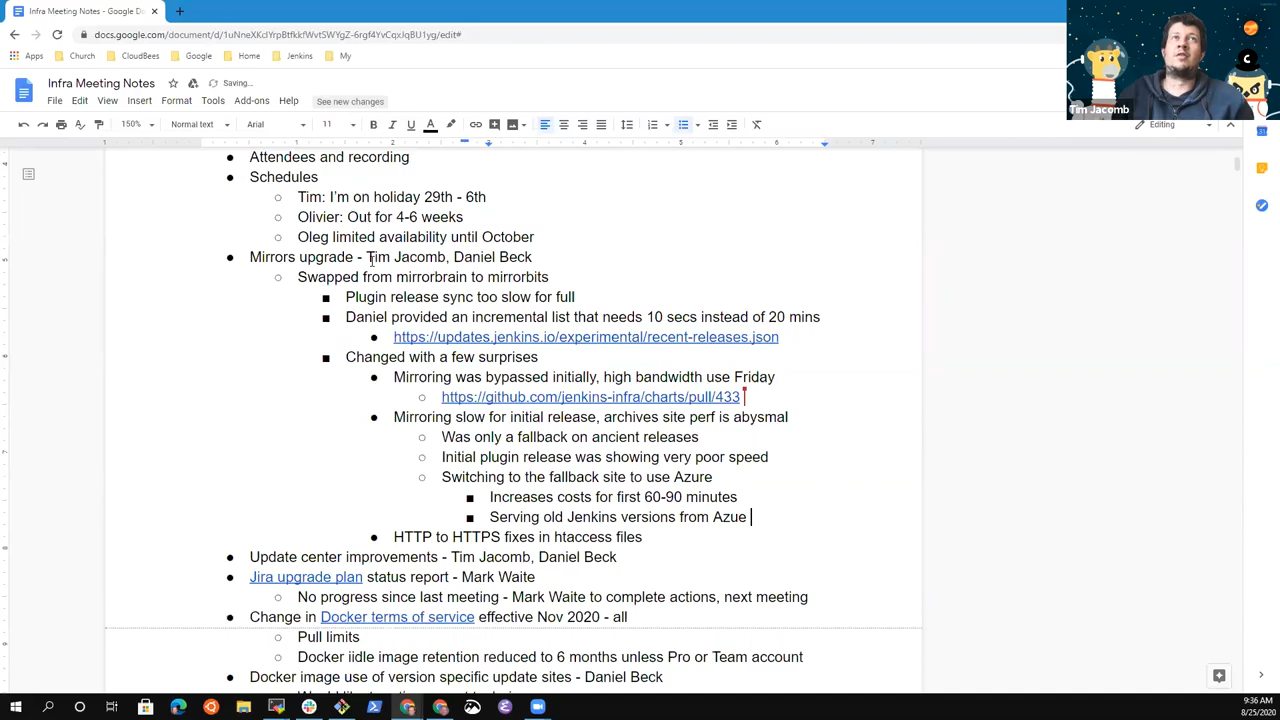 Infra Meeting Notes - Google Do
docs.google.com/document/d/1uNneXKcIYrpBtfkkfWvtSWYgZ-6rgf4YvCqxJqBU1yg/edit#
Apps Church CloudBees Google Home Jenkins My
Infra Meeting Notes Saving...
File Edit View Insert Format Tools Add-ons Help See new changes
150% Normal text Arial 11 B I U A Editing
Tim Jacomb
1 1 2 4 5 6 7
Attendees and recording
Schedules
Tim: I'm on holiday 29th - 6th
Olivier: Out for 4-6 weeks
Oleg limited availability until October
Mirrors upgrade - Tim Jacomb, Daniel Beck
Swapped from mirrorbrain to mirrorbits
Plugin release sync too slow for full
Daniel provided an incremental list that needs 10 secs instead of 20 mins
https://updates.jenkins.io/experimental/recent-releases.json
Changed with a few surprises
Mirroring was bypassed initially, high bandwidth use Friday
https://github.com/jenkins-infra/charts/pull/433
Mirroring slow for initial release, archives site perf is abysmal
Was only a fallback on ancient releases
Initial plugin release was showing very poor speed
Switching to the fallback site to use Azure
Increases costs for first 60-90 minutes
Serving old Jenkins versions from Azue
HTTP to HTTPS fixes in htaccess files
Update center improvements - Tim Jacomb, Daniel Beck
Jira upgrade plan status report - Mark Waite
No progress since last meeting - Mark Waite to complete actions, next meeting
Change in Docker terms of service effective Nov 2020 - all
Pull limits
Docker iidle image retention reduced to 6 months unless Pro or Team account
Docker image use of version specific update sites - Daniel Beck
9:36 AM
8/25/2020